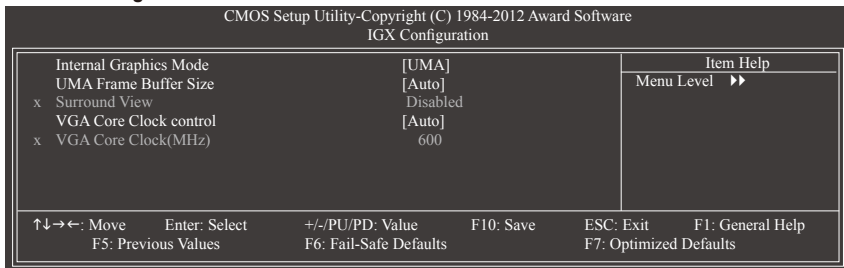 CMOS Setup Utility-Copyright (C) 1984-2012 Award Software
IGX Configuration
Internal Graphics Mode [UMA]
UMA Frame Buffer Size [Auto]
x Surround View Disabled
VGA Core Clock control [Auto]
x VGA Core Clock(MHz) 600
Item Help
Menu Level ▶▶
↑↓→←: Move Enter: Select +/-/PU/PD: Value F10: Save ESC: Exit F1: General Help
F5: Previous Values F6: Fail-Safe Defaults F7: Optimized Defaults